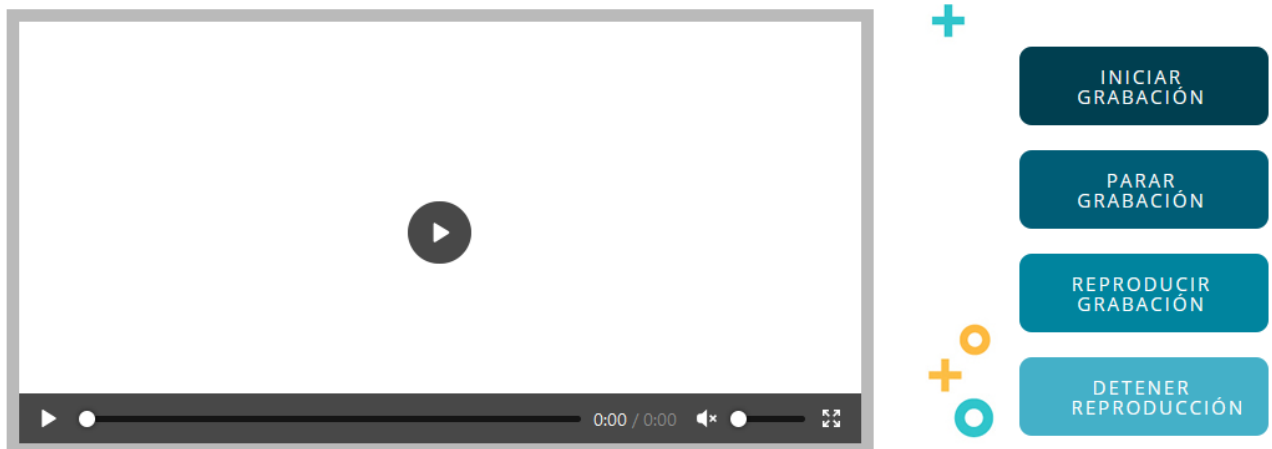 INICIAR
GRABACIÓN
PARAR
GRABACIÓN
REPRODUCIR
GRABACIÓN
DETENER
REPRODUCCIÓN
0:00 / 0:00